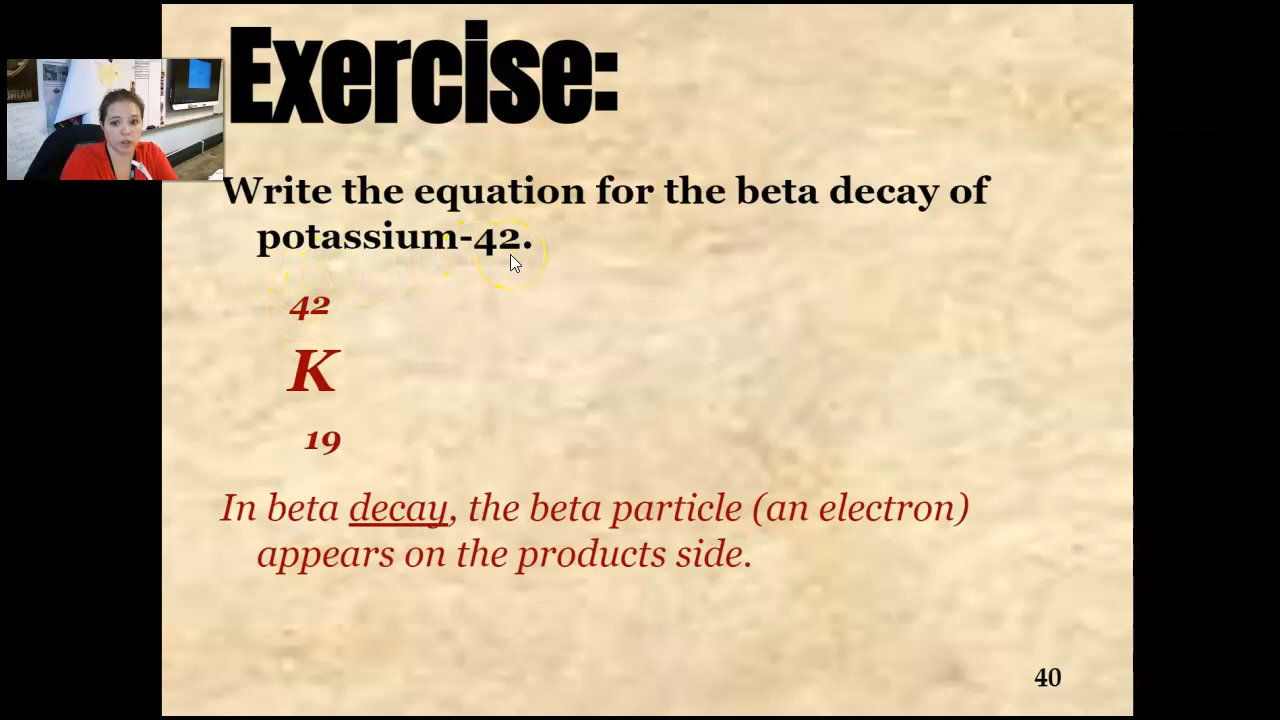 Exercise:
Write the equation for the beta decay of
potassium-42.
42
K
19
In beta decay, the beta particle (an electron)
appears on the products side.
40